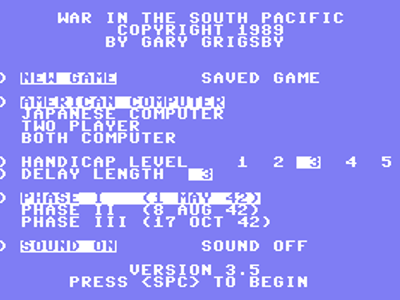 WAR IN THE SOUTH PACIFIC
COPYRIGHT 1989
BY GARY GRIGSBY
) NEW GAME SAVED GAME
) AMERICAN COMPUTER
JAPANESE COMPUTER
TWO PLAYER
BOTH COMPUTER
) HANDICAP LEVEL 1 2 3 4 5
) DELAY LENGTH 3
) PHASE I (1 MAY 42)
PHASE II (8 AUG 42)
PHASE III (17 OCT 42)
) SOUND ON SOUND OFF
VERSION 3.5
PRESS <SPC> TO BEGIN